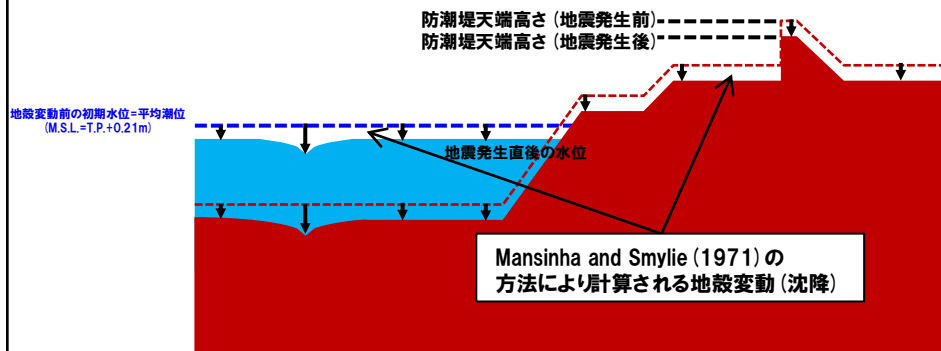 防潮堤天端高さ(地震発生前)
防潮堤天端高さ(地震発生後)
地殻変動前の初期水位=平均潮位
(M.S.L.=T.P.+0.21m)
地震発生直後の水位
Mansinha and Smylie(1971)の
方法により計算される地殻変動(沈降)